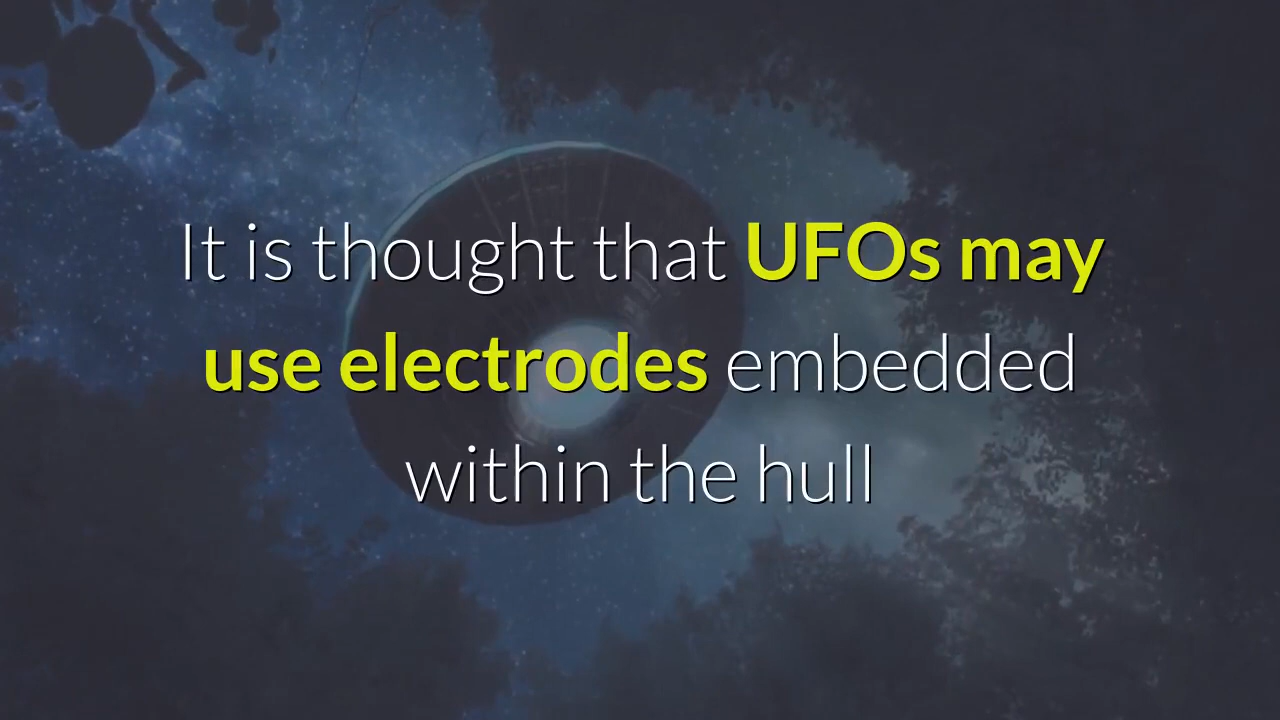 It is thought that UFOs may
use electrodes embedded
within the hull